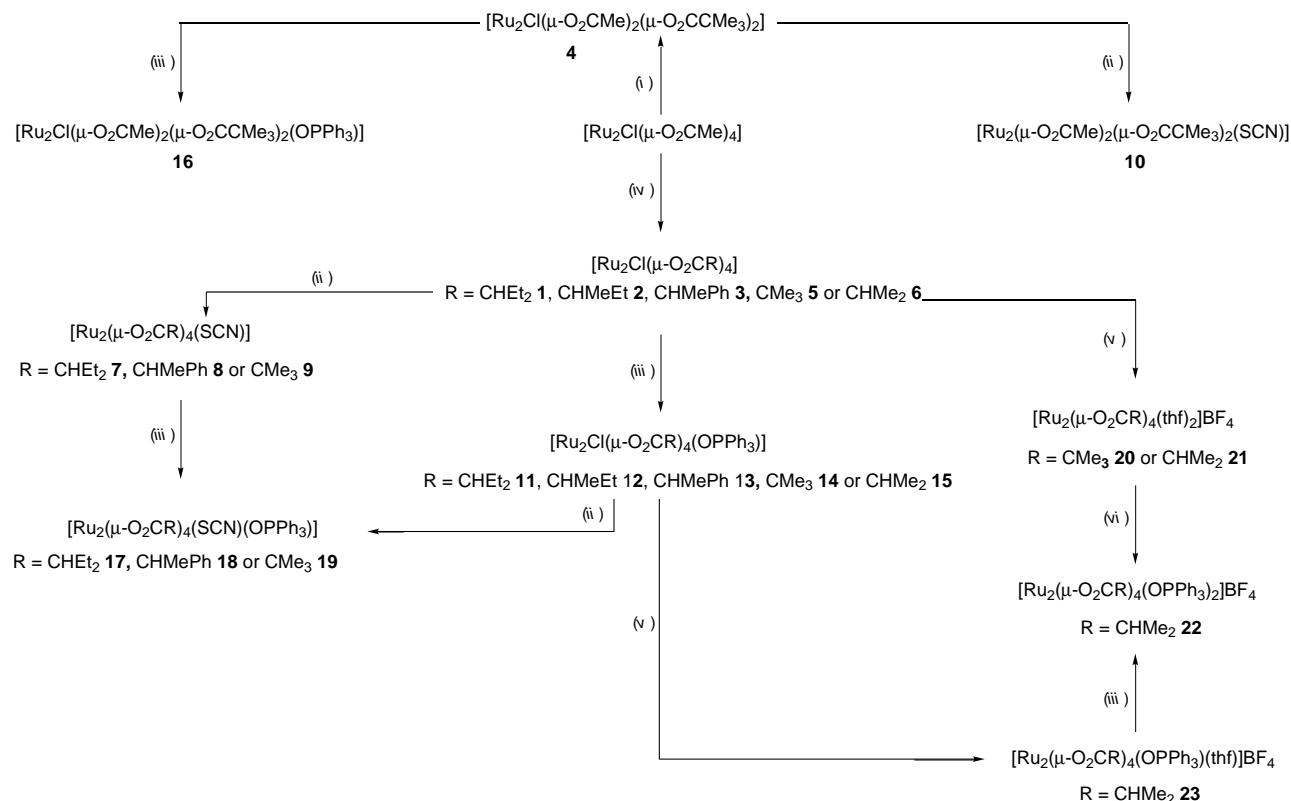 [Ru2Cl(μ-O2CMe)2(μ-O2CCMe3)2]
4
(iii)
(i)
(ii)
[Ru2Cl(μ-O2CMe)2(μ-O2CCMe3)2(OPPh3)]
16
[Ru2Cl(μ-O2CMe)4]
[Ru2(μ-O2CMe)2(μ-O2CCMe3)2(SCN)]
10
(iv)
[Ru2Cl(μ-O2CR)4]
R = CHEt2 1, CHMeEt 2, CHMePh 3, CMe3 5 or CHMe2 6
(ii)
[Ru2(μ-O2CR)4(SCN)]
R = CHEt2 7, CHMePh 8 or CMe3 9
(iii)
(v)
(iii)
[Ru2Cl(μ-O2CR)4(OPPh3)]
R = CHEt2 11, CHMeEt 12, CHMePh 13, CMe3 14 or CHMe2 15
[Ru2(μ-O2CR)4(thf)2]BF4
R = CMe3 20 or CHMe2 21
(ii)
[Ru2(μ-O2CR)4(SCN)(OPPh3)]
R = CHEt2 17, CHMePh 18 or CMe3 19
(vi)
[Ru2(μ-O2CR)4(OPPh3)2]BF4
R = CHMe2 22
(v)
(iii)
[Ru2(μ-O2CR)4(OPPh3)(thf)]BF4
R = CHMe2 23